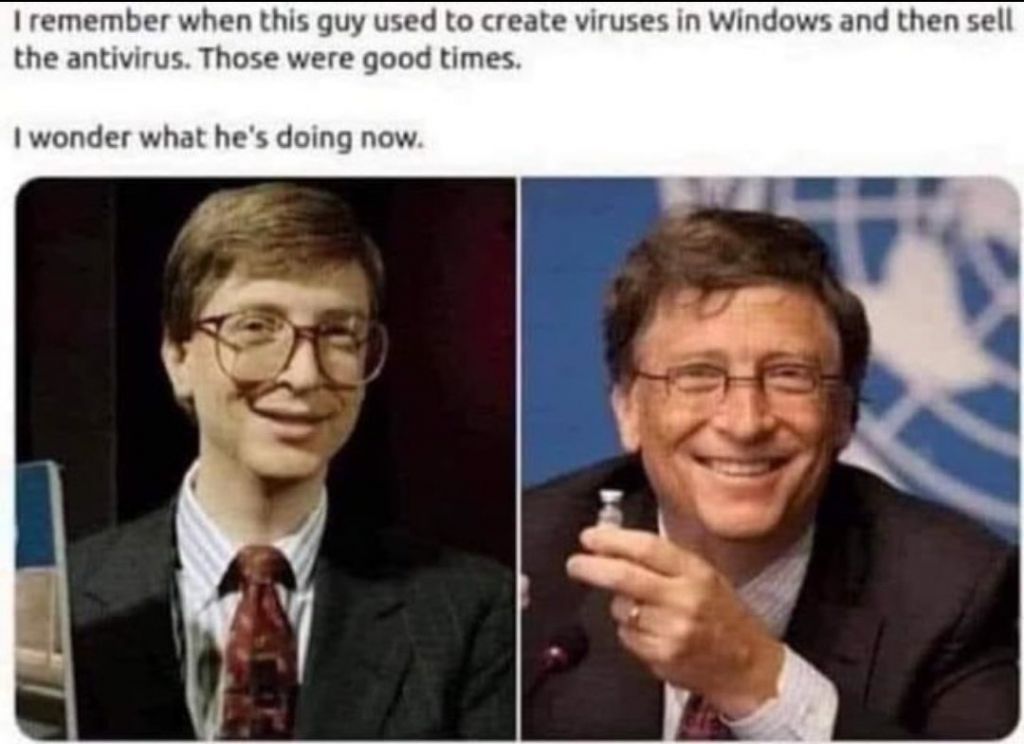 I remember when this guy used to create viruses in Windows and then sell
the antivirus. Those were good times.
I wonder what he's doing now.